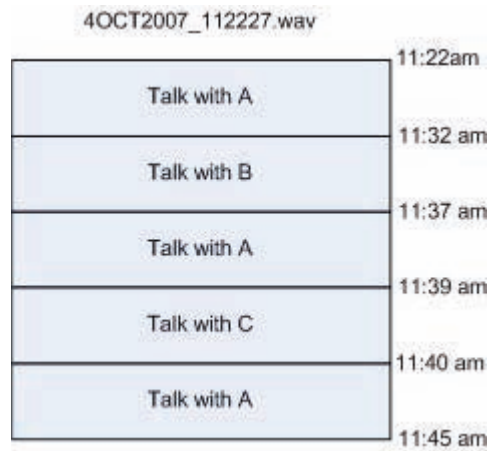 4OCT2007_112227.wav
11:22am
Talk with A
11:32 am
Talk with B
11:37 am
Talk with A
11:39 am
Talk with C
11:40 am
Talk with A
11:45 am